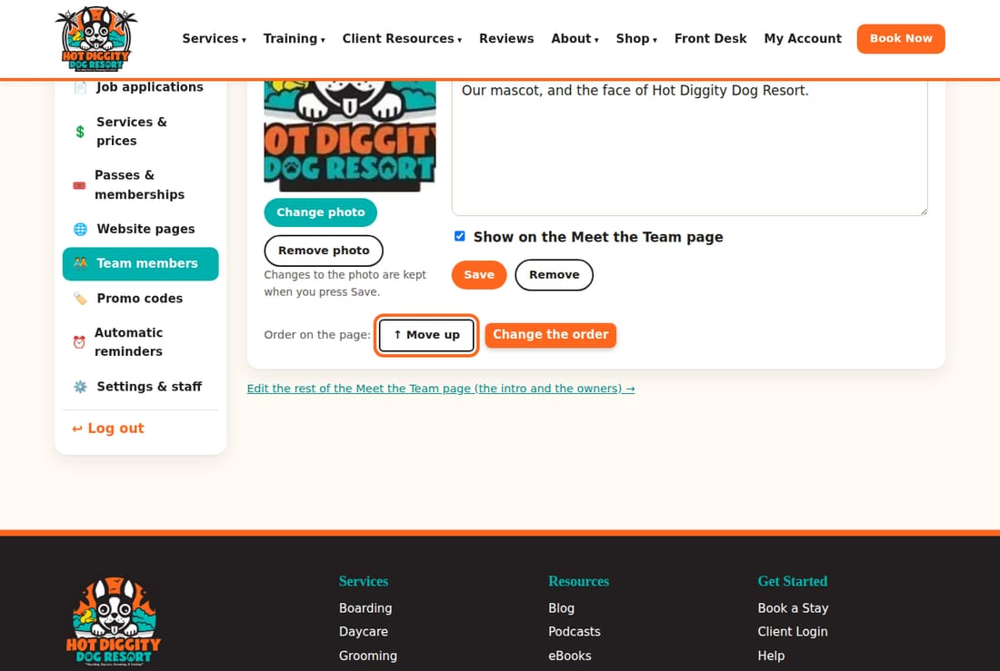 HOT DIGGITY
DOG RESORT
Services ▾
Training ▾
Client Resources ▾
Reviews
About ▾
Shop ▾
Front Desk
My Account
Book Now
Job applications
Services &
prices
Passes &
memberships
Website pages
Team members
Promo codes
Automatic
reminders
Settings & staff
↩ Log out
OT DIGGIT
DOG RESORT
Change photo
Remove photo
Changes to the photo are kept
when you press Save.
Our mascot, and the face of Hot Diggity Dog Resort.
Show on the Meet the Team page
Save
Remove
Order on the page:
↑ Move up
Change the order
Edit the rest of the Meet the Team page (the intro and the owners) →
HOT DIGGITY
DOG RESORT
Services
Boarding
Daycare
Grooming
Resources
Blog
Podcasts
eBooks
Get Started
Book a Stay
Client Login
Help